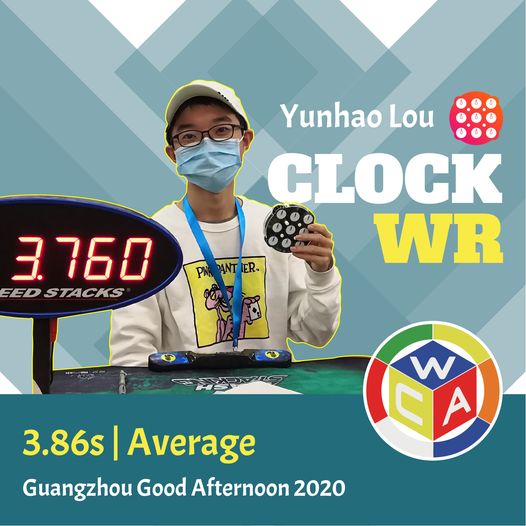 Yunhao Lou
CLOCK
WR
3.760
EED STACKS
PINK PANTHER
3.86s | Average
Guangzhou Good Afternoon 2020
W
C A